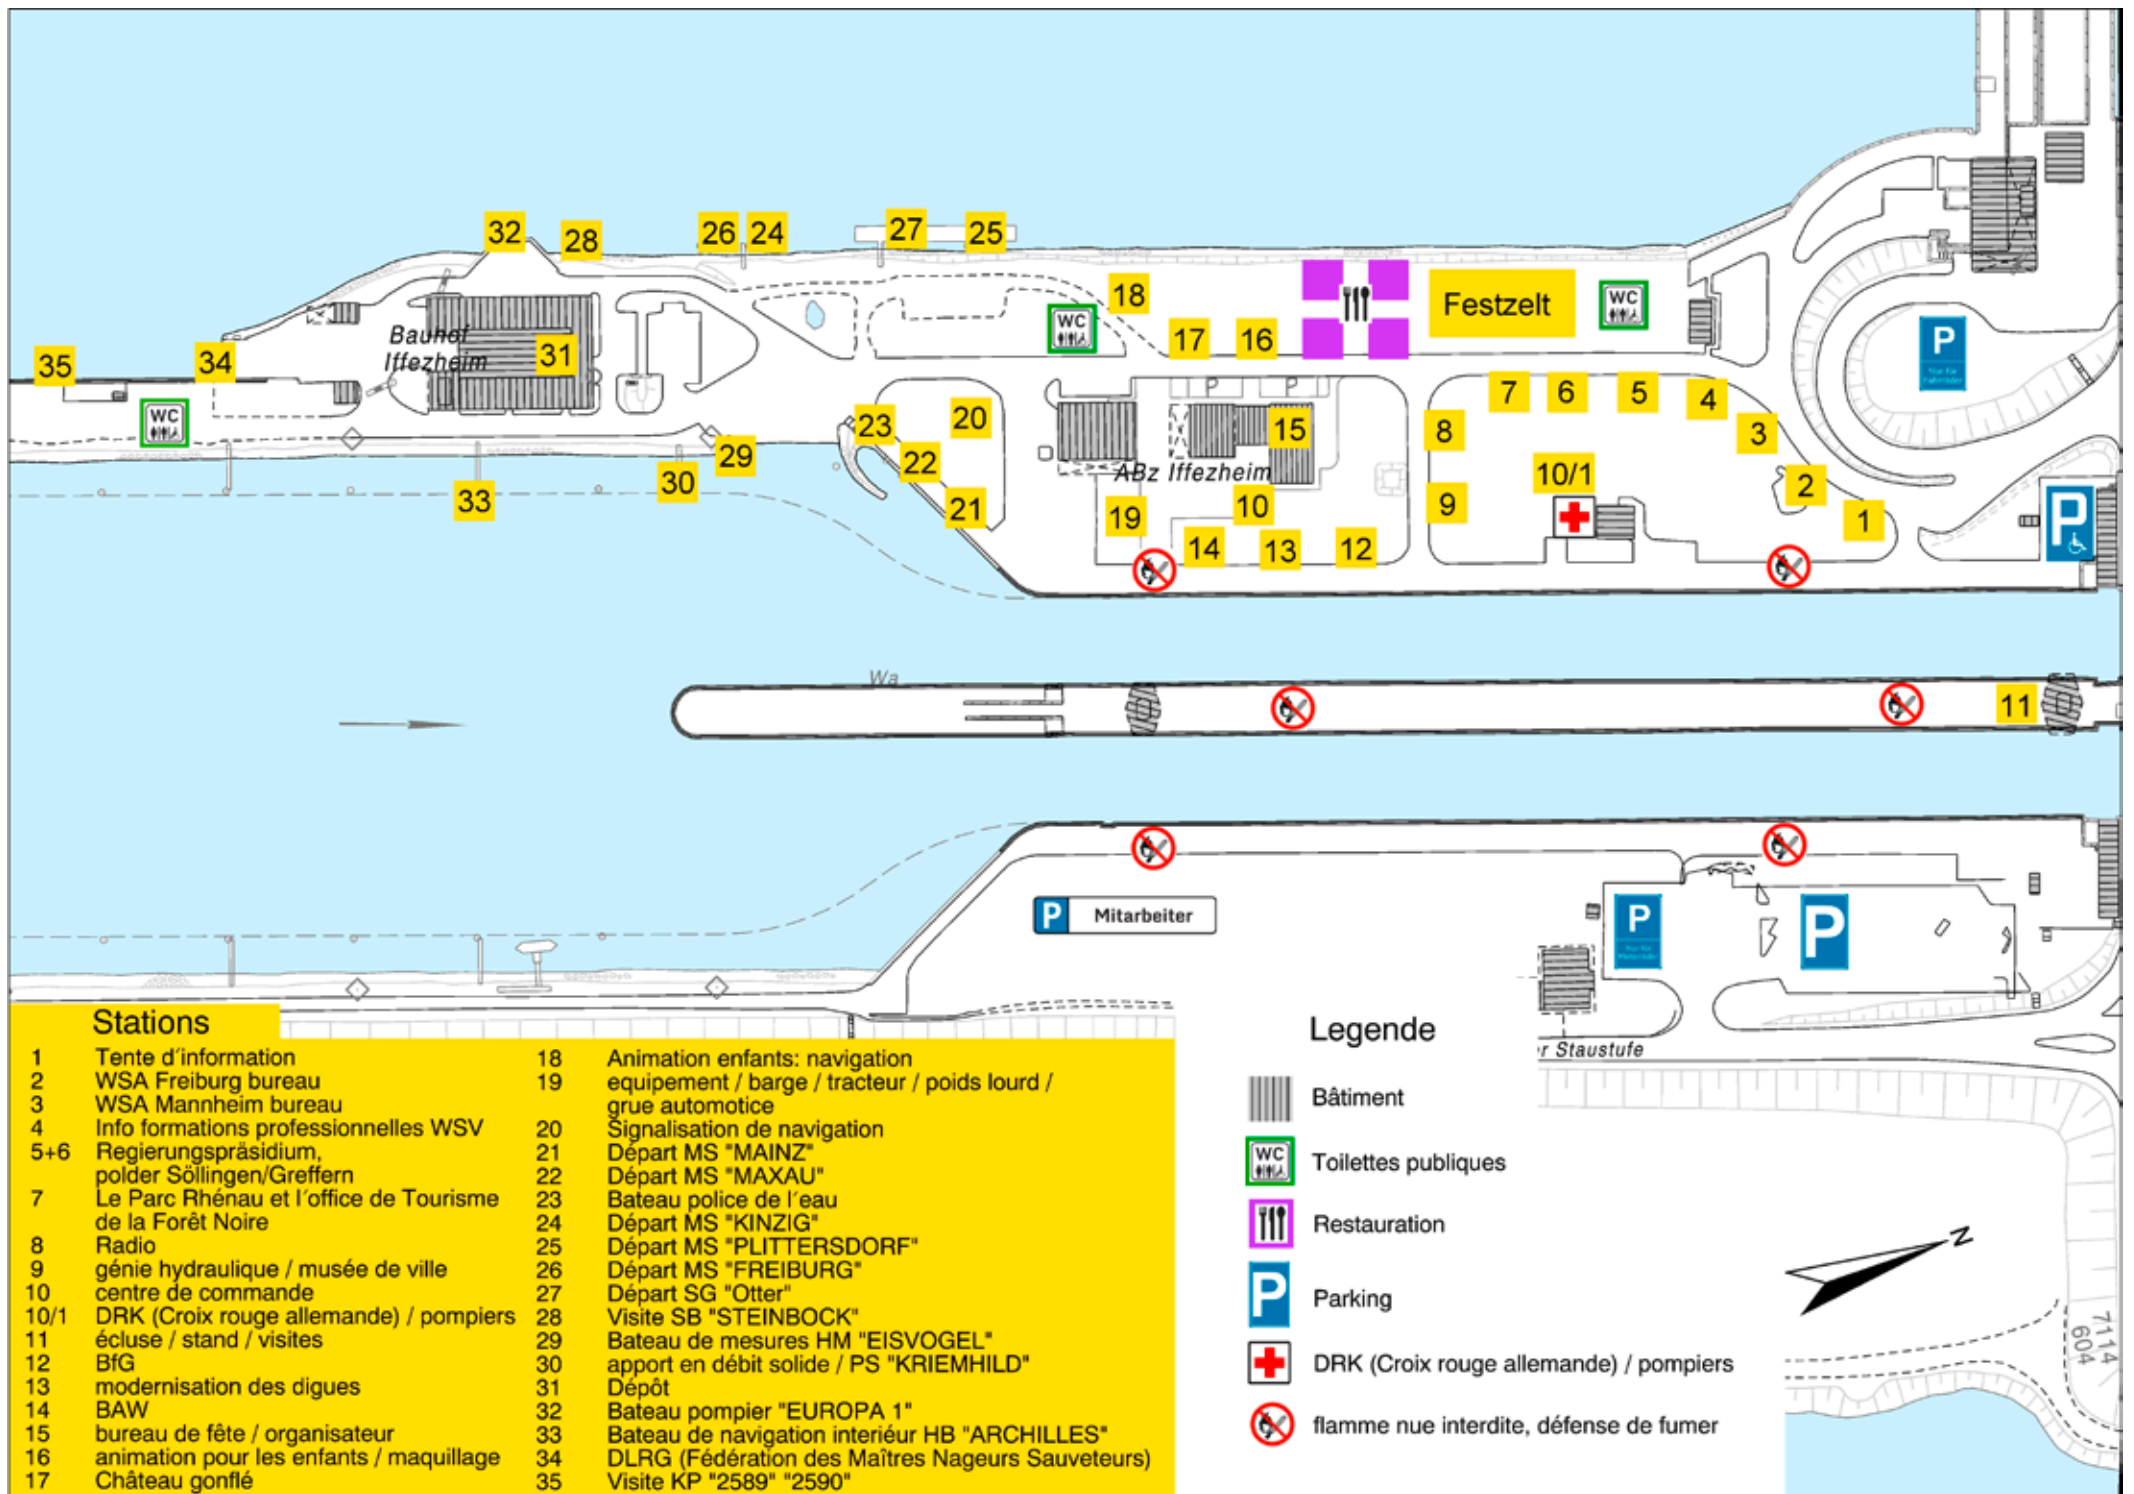 32
28
26
24
27
25
18
WC
Festzelt
WC
P
Nur für
Fahrräder
Bauhof
Iffezheim
31
35
34
WC
17
16
7
6
5
4
3
P
P
23
20
22
21
29
30
33
15
ABz Iffezheim
19
10
14
13
12
8
9
10/1
2
1
P
Wa
11
P Mitarbeiter
P
Nur für
P
r Staustufe
Stations
1 Tente d´information
2 WSA Freiburg bureau
3 WSA Mannheim bureau
4 Info formations professionnelles WSV
5+6 Regierungspräsidium,
polder Söllingen/Greffern
7 Le Parc Rhénau et l´office de Tourisme
de la Forêt Noire
8 Radio
9 génie hydraulique / musée de ville
10 centre de commande
10/1 DRK (Croix rouge allemande) / pompiers
11 écluse / stand / visites
12 BfG
13 modernisation des digues
14 BAW
15 bureau de fête / organisateur
16 animation pour les enfants / maquillage
17 Château gonflé
18 Animation enfants: navigation
19 equipement / barge / tracteur / poids lourd /
grue automotice
20 Signalisation de navigation
21 Départ MS "MAINZ"
22 Départ MS "MAXAU"
23 Bateau police de l´eau
24 Départ MS "KINZIG"
25 Départ MS "PLITTERSDORF"
26 Départ MS "FREIBURG"
27 Départ SG "Otter"
28 Visite SB "STEINBOCK"
29 Bateau de mesures HM "EISVOGEL"
30 apport en débit solide / PS "KRIEMHILD"
31 Dépôt
32 Bateau pompier "EUROPA 1"
33 Bateau de navigation interiéur HB "ARCHILLES"
34 DLRG (Fédération des Maîtres Nageurs Sauveteurs)
35 Visite KP "2589" "2590"
Legende
Bâtiment
WC Toilettes publiques
Restauration
P Parking
DRK (Croix rouge allemande) / pompiers
flamme nue interdite, défense de fumer
N
7114
604